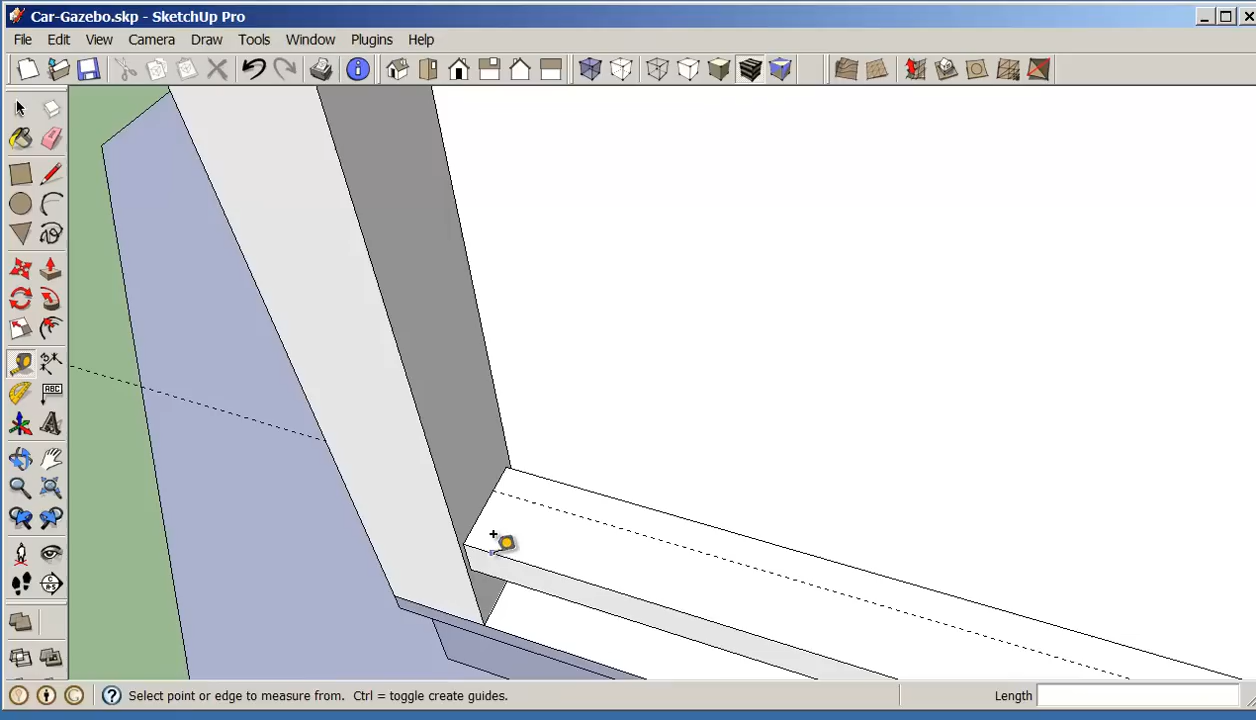 Car-Gazebo.skp - SketchUp Pro
File Edit View Camera Draw Tools Window Plugins Help
ABC
Select point or edge to measure from. Ctrl = toggle create guides. Length